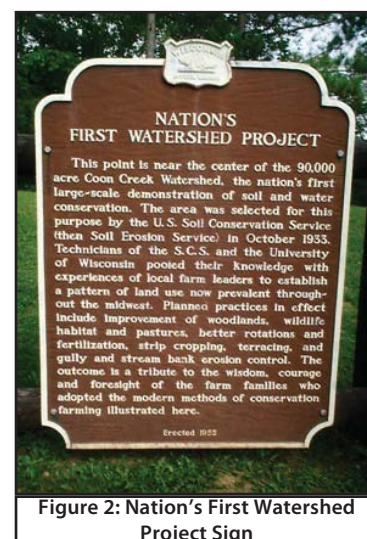 WISCONSIN
NATION'S
FIRST WATERSHED PROJECT
This point is near the center of the 90,000
acre Coon Creek Watershed, the nation's first
large-scale demonstration of soil and water
conservation. The area was selected for this
purpose by the U.S. Soil Conservation Service
(then Soil Erosion Service) in October 1933.
Technicians of the S.C.S. and the University
of Wisconsin pooled their knowledge with
experiences of local farm leaders to establish
a pattern of land use now prevalent through-
out the midwest. Planned practices in effect
include improvement of woodlands, wildlife
habitat and pastures, better rotations and
fertilization, strip cropping, terracing, and
gully and stream bank erosion control. The
outcome is a tribute to the wisdom, courage
and foresight of the farm families who
adopted the modern methods of conservation
farming illustrated here.
Erected 1955
Figure 2: Nation's First Watershed
Project Sign